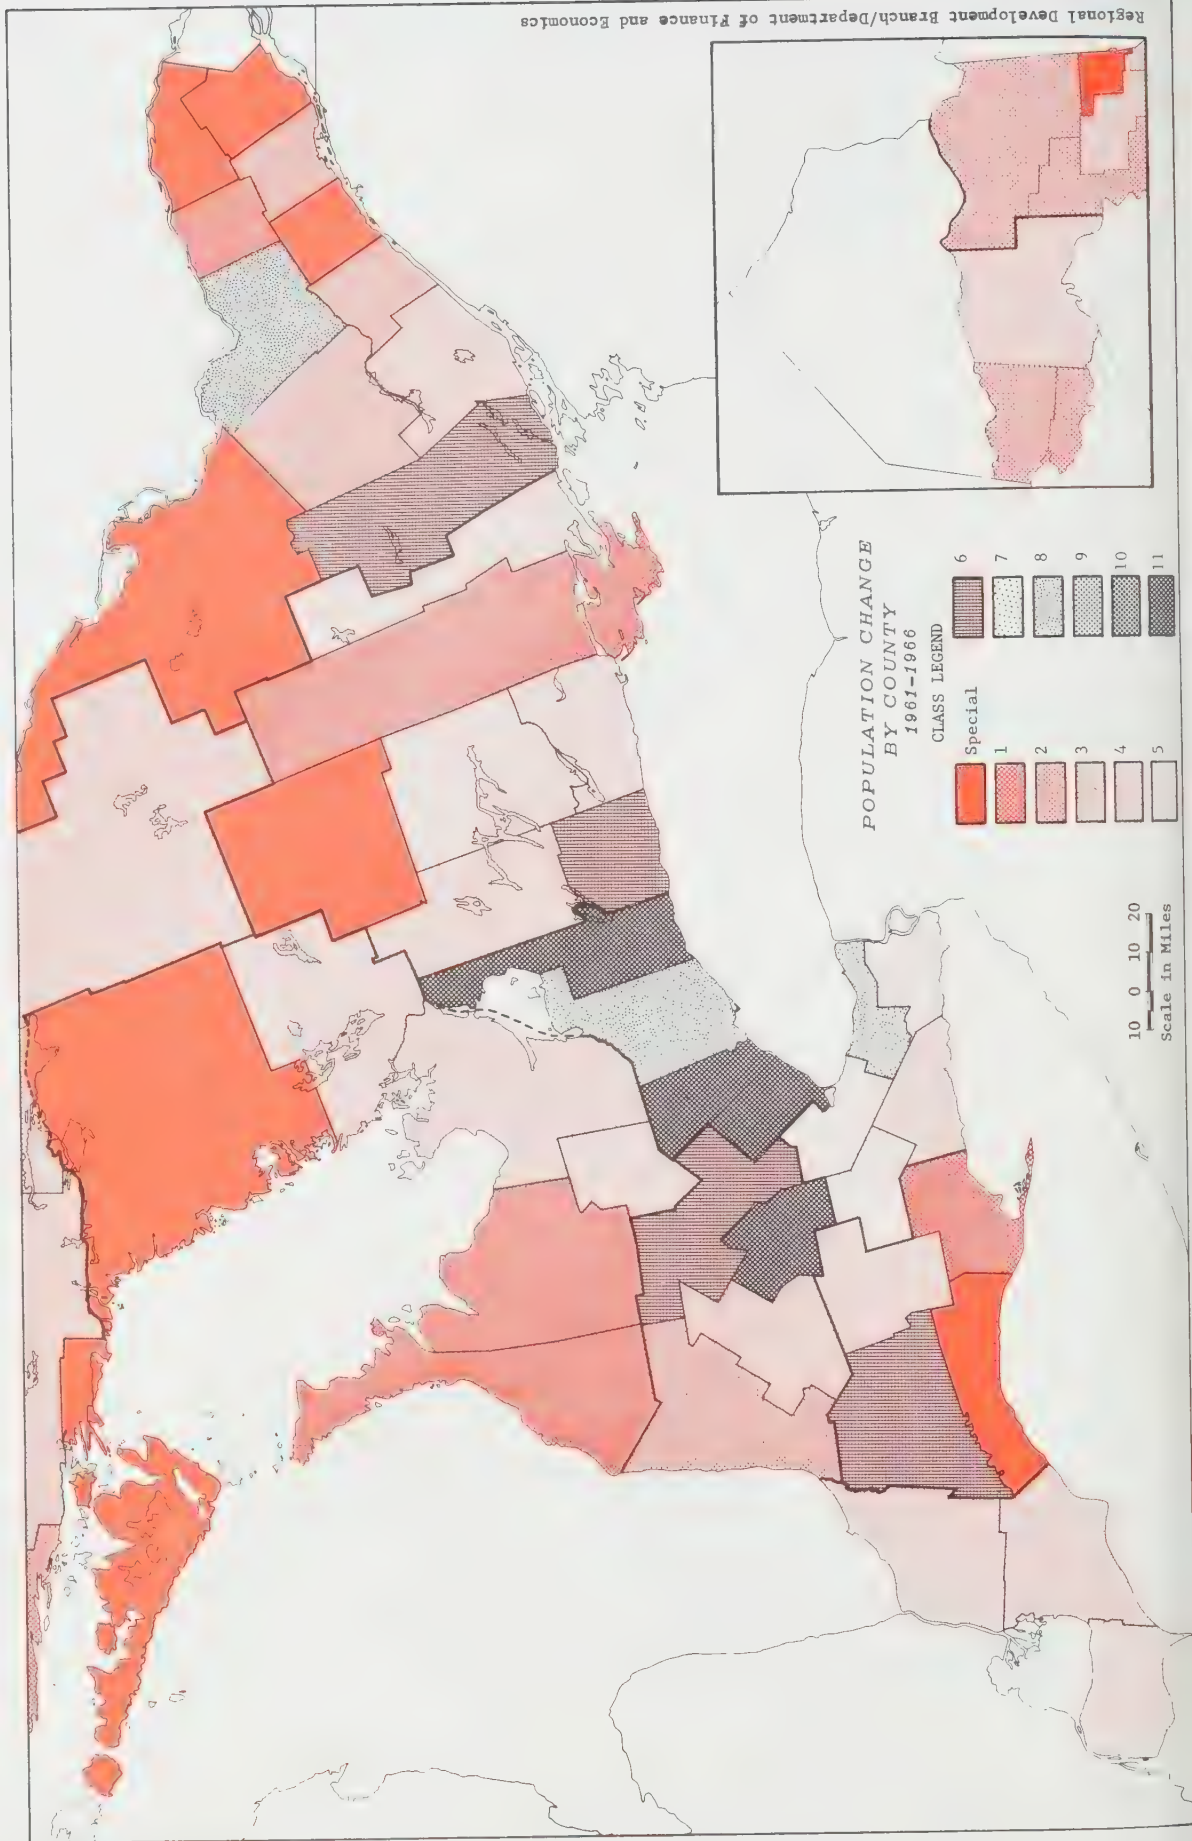 Regional Development Branch/Department of Finance and Economics
POPULATION CHANGE
BY COUNTY
1961-1966
CLASS LEGEND
Special
1
2
3
4
5
6
7
8
9
10
11
10 0 10 20
Scale in Miles